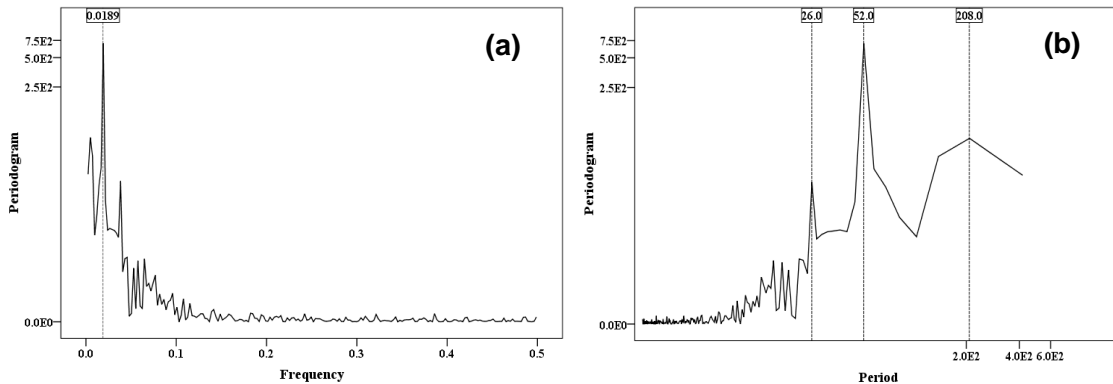 0.0189
(a)
7.5E2
5.0E2
2.5E2
0.0E0
Periodogram
0.0 0.1 0.2 0.3 0.4 0.5
Frequency
26.0 52.0 208.0
(b)
7.5E2
5.0E2
2.5E2
0.0E0
Periodogram
2.0E2 4.0E2 6.0E2
Period